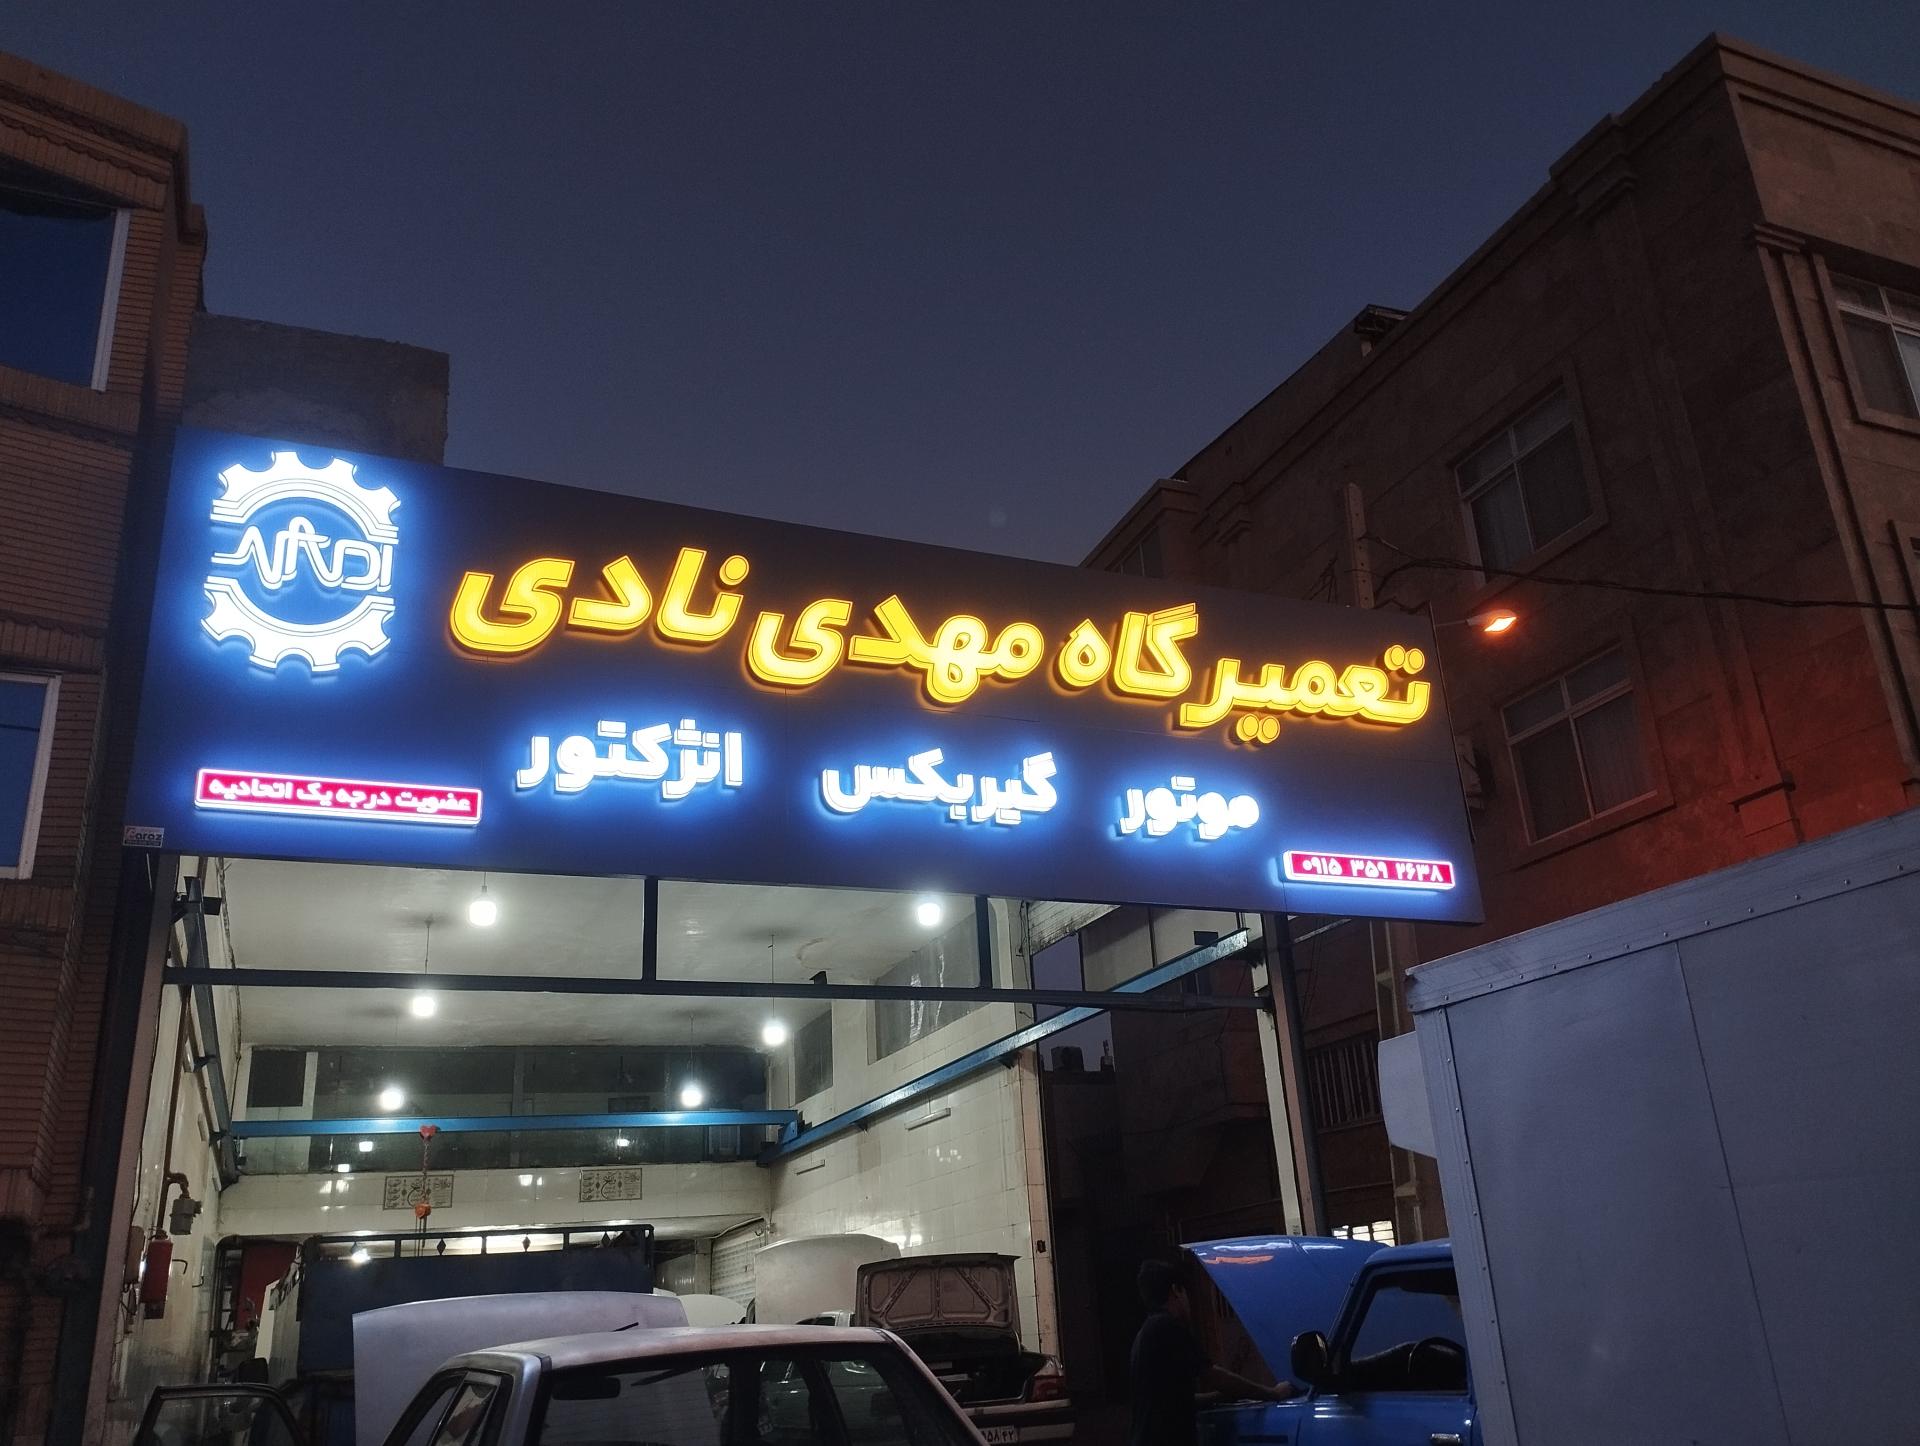 NADI
تعمیرگاه مهدی نادی
موتور گیربکس انژکتور
عضویت درجه یک اتحادیه
۰۹۱۵ ۳۵۹ ۲۶۳۸